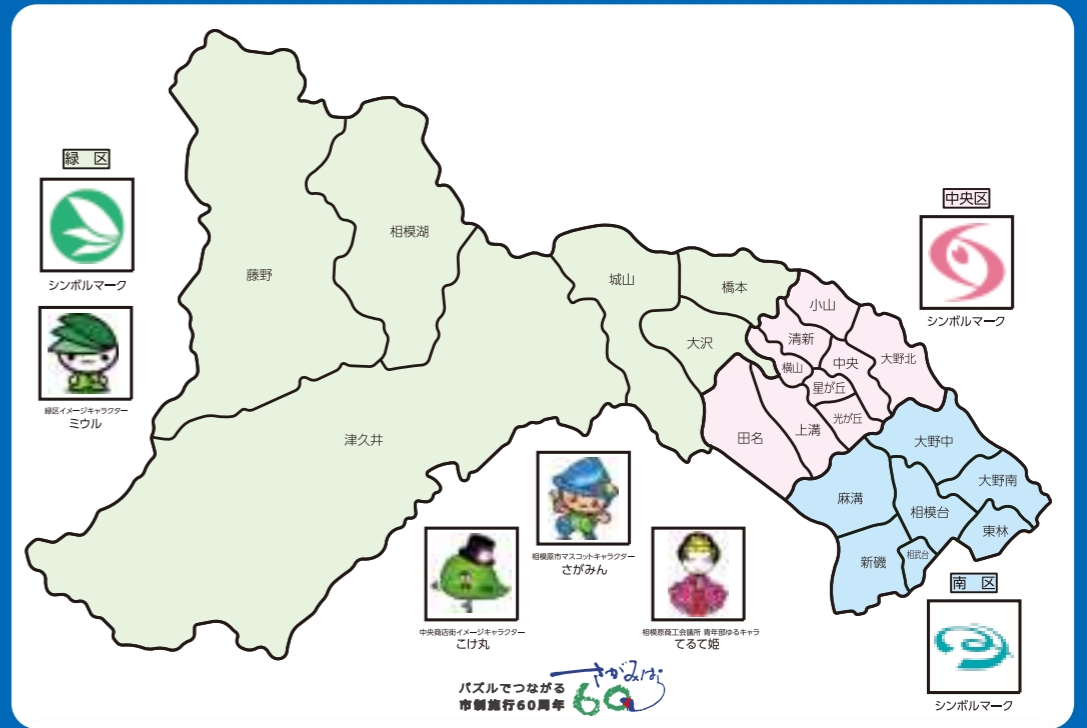 緑　区
シンボルマーク
緑区イメージキャラクター
ミウル
藤野
相模湖
津久井
城山
橋本
大沢
中央区
シンボルマーク
小山
清新
横山
中央
大野北
星が丘
光が丘
上溝
田名
大野中
大野南
麻溝
相模台
東林
新磯
相武台
南　区
シンボルマーク
相模原市マスコットキャラクター
さがみん
中央商店街イメージキャラクター
こけ丸
相模原商工会議所 青年部ゆるキャラ
てるて姫
パズルでつながる
市制施行60周年
さがみはら
60